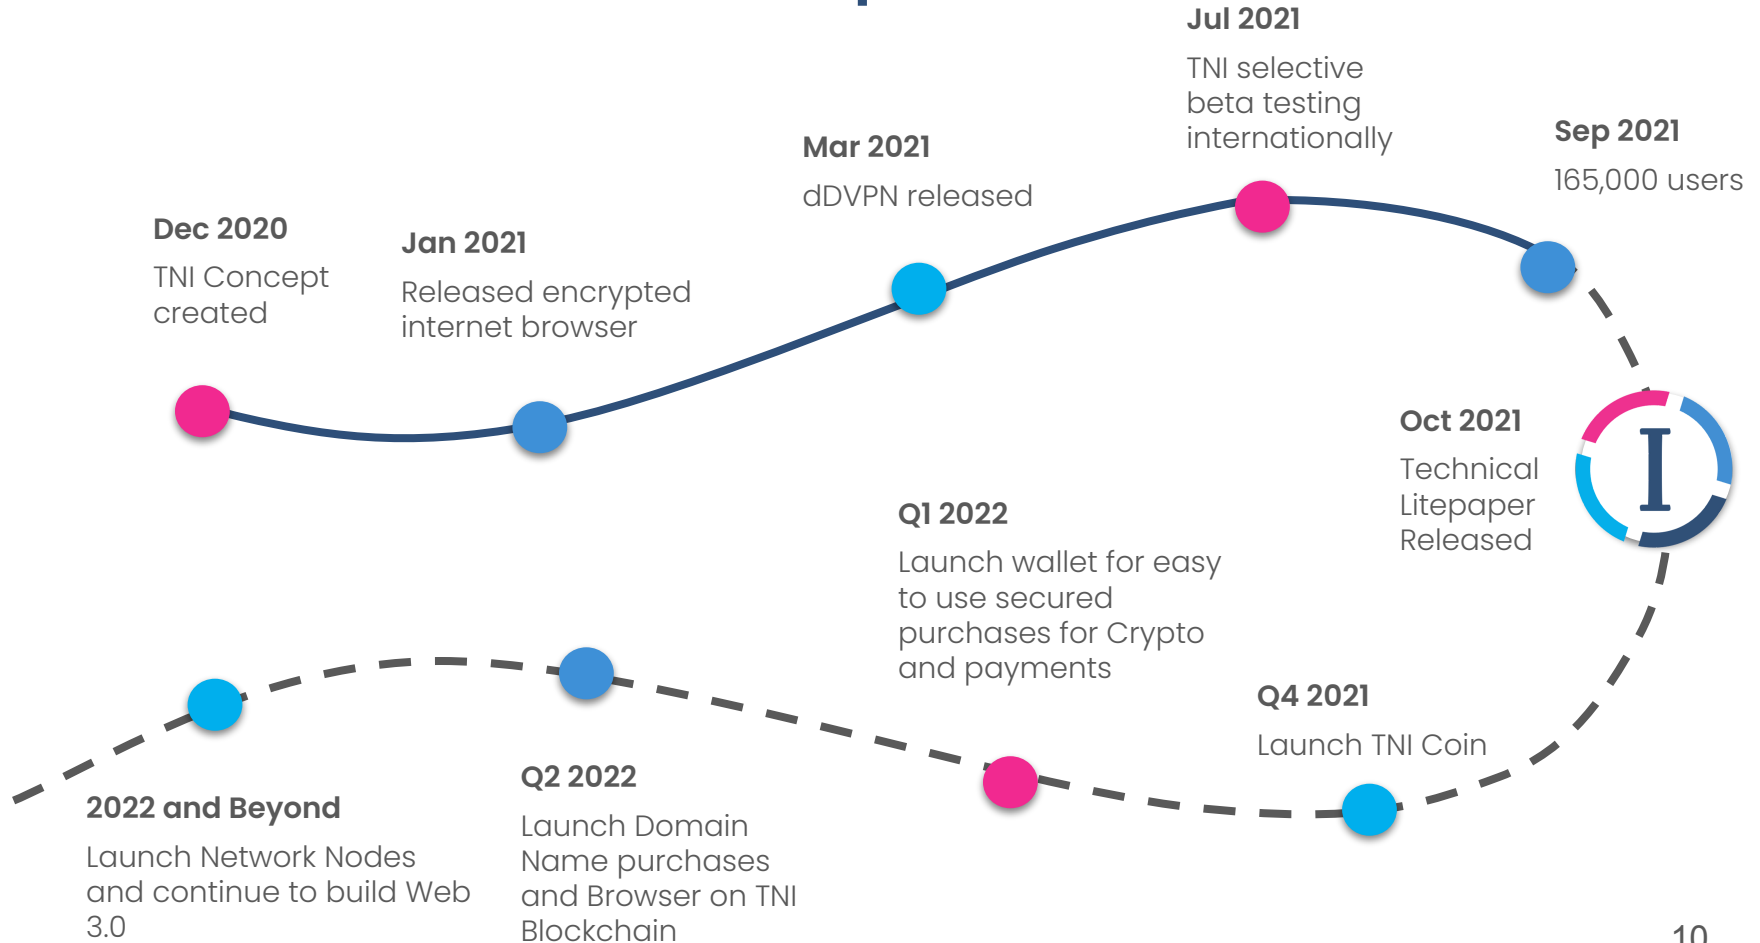 Jul 2021
TNI selective
beta testing
internationally
Sep 2021
165,000 users
Mar 2021
dDVPN released
Dec 2020
TNI Concept
created
Jan 2021
Released encrypted
internet browser
Oct 2021
Technical
Litepaper
Released
I
Q1 2022
Launch wallet for easy
to use secured
purchases for Crypto
and payments
Q4 2021
Launch TNI Coin
Q2 2022
Launch Domain
Name purchases
and Browser on TNI
Blockchain
2022 and Beyond
Launch Network Nodes
and continue to build Web
3.0
10